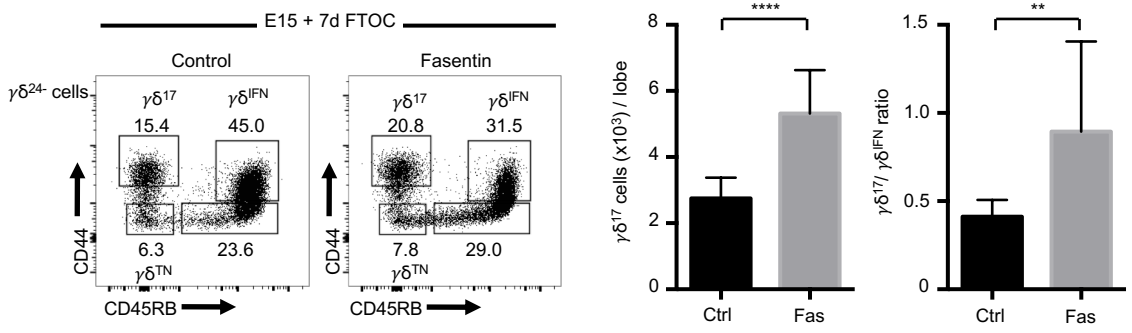 E15 + 7d FTOC
Control
Fasentin
γδ²⁴⁻ cells
γδ¹⁷
γδᴵᶠᴺ
15.4
45.0
6.3
23.6
γδᵀᴺ
γδ¹⁷
γδᴵᶠᴺ
20.8
31.5
7.8
29.0
γδᵀᴺ
CD44
CD44
CD45RB
CD45RB
γδ¹⁷ cells (x10³) / lobe
8
6
4
2
0
****
Ctrl
Fas
γδ¹⁷/ γδᴵᶠᴺ ratio
1.5
1.0
0.5
0
**
Ctrl
Fas